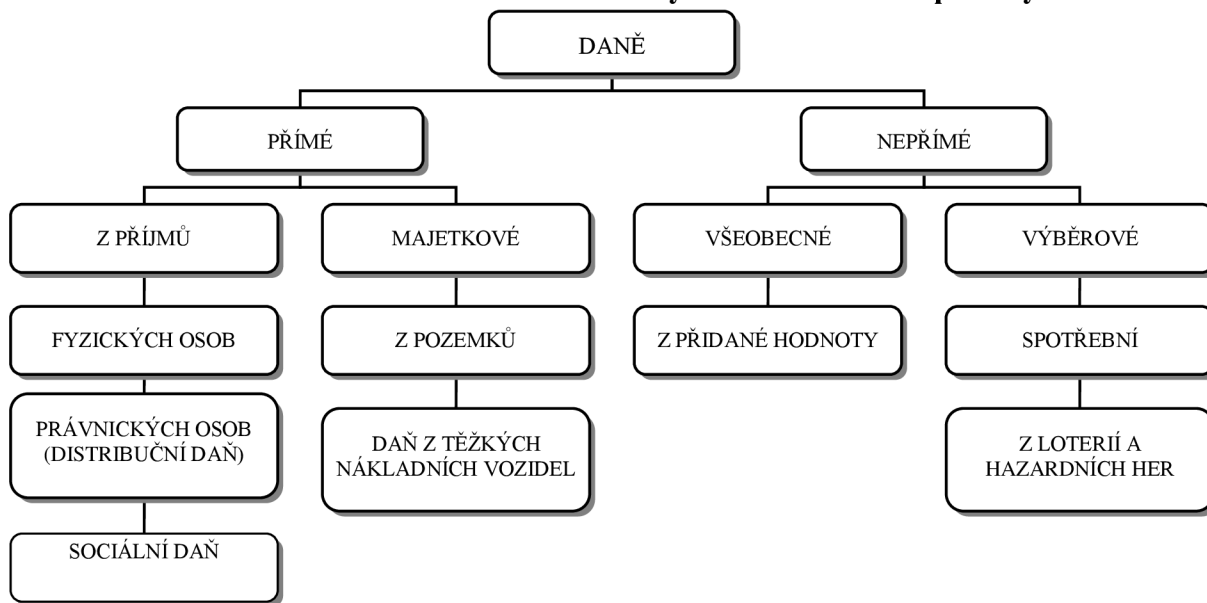 DANĚ
PŘÍMÉ
NEPŘÍMÉ
Z PŘÍJMŮ
MAJETKOVÉ
VŠEOBECNÉ
VÝBĚROVÉ
FYZICKÝCH OSOB
Z POZEMKŮ
Z PŘIDANÉ HODNOTY
SPOTŘEBNÍ
PRÁVNICKÝCH OSOB
(DISTRIBUČNÍ DAŇ)
DAŇ Z TĚŽKÝCH
NÁKLADNÍCH VOZIDEL
Z LOTERIÍ A
HAZARDNÍCH HER
SOCIÁLNÍ DAŇ